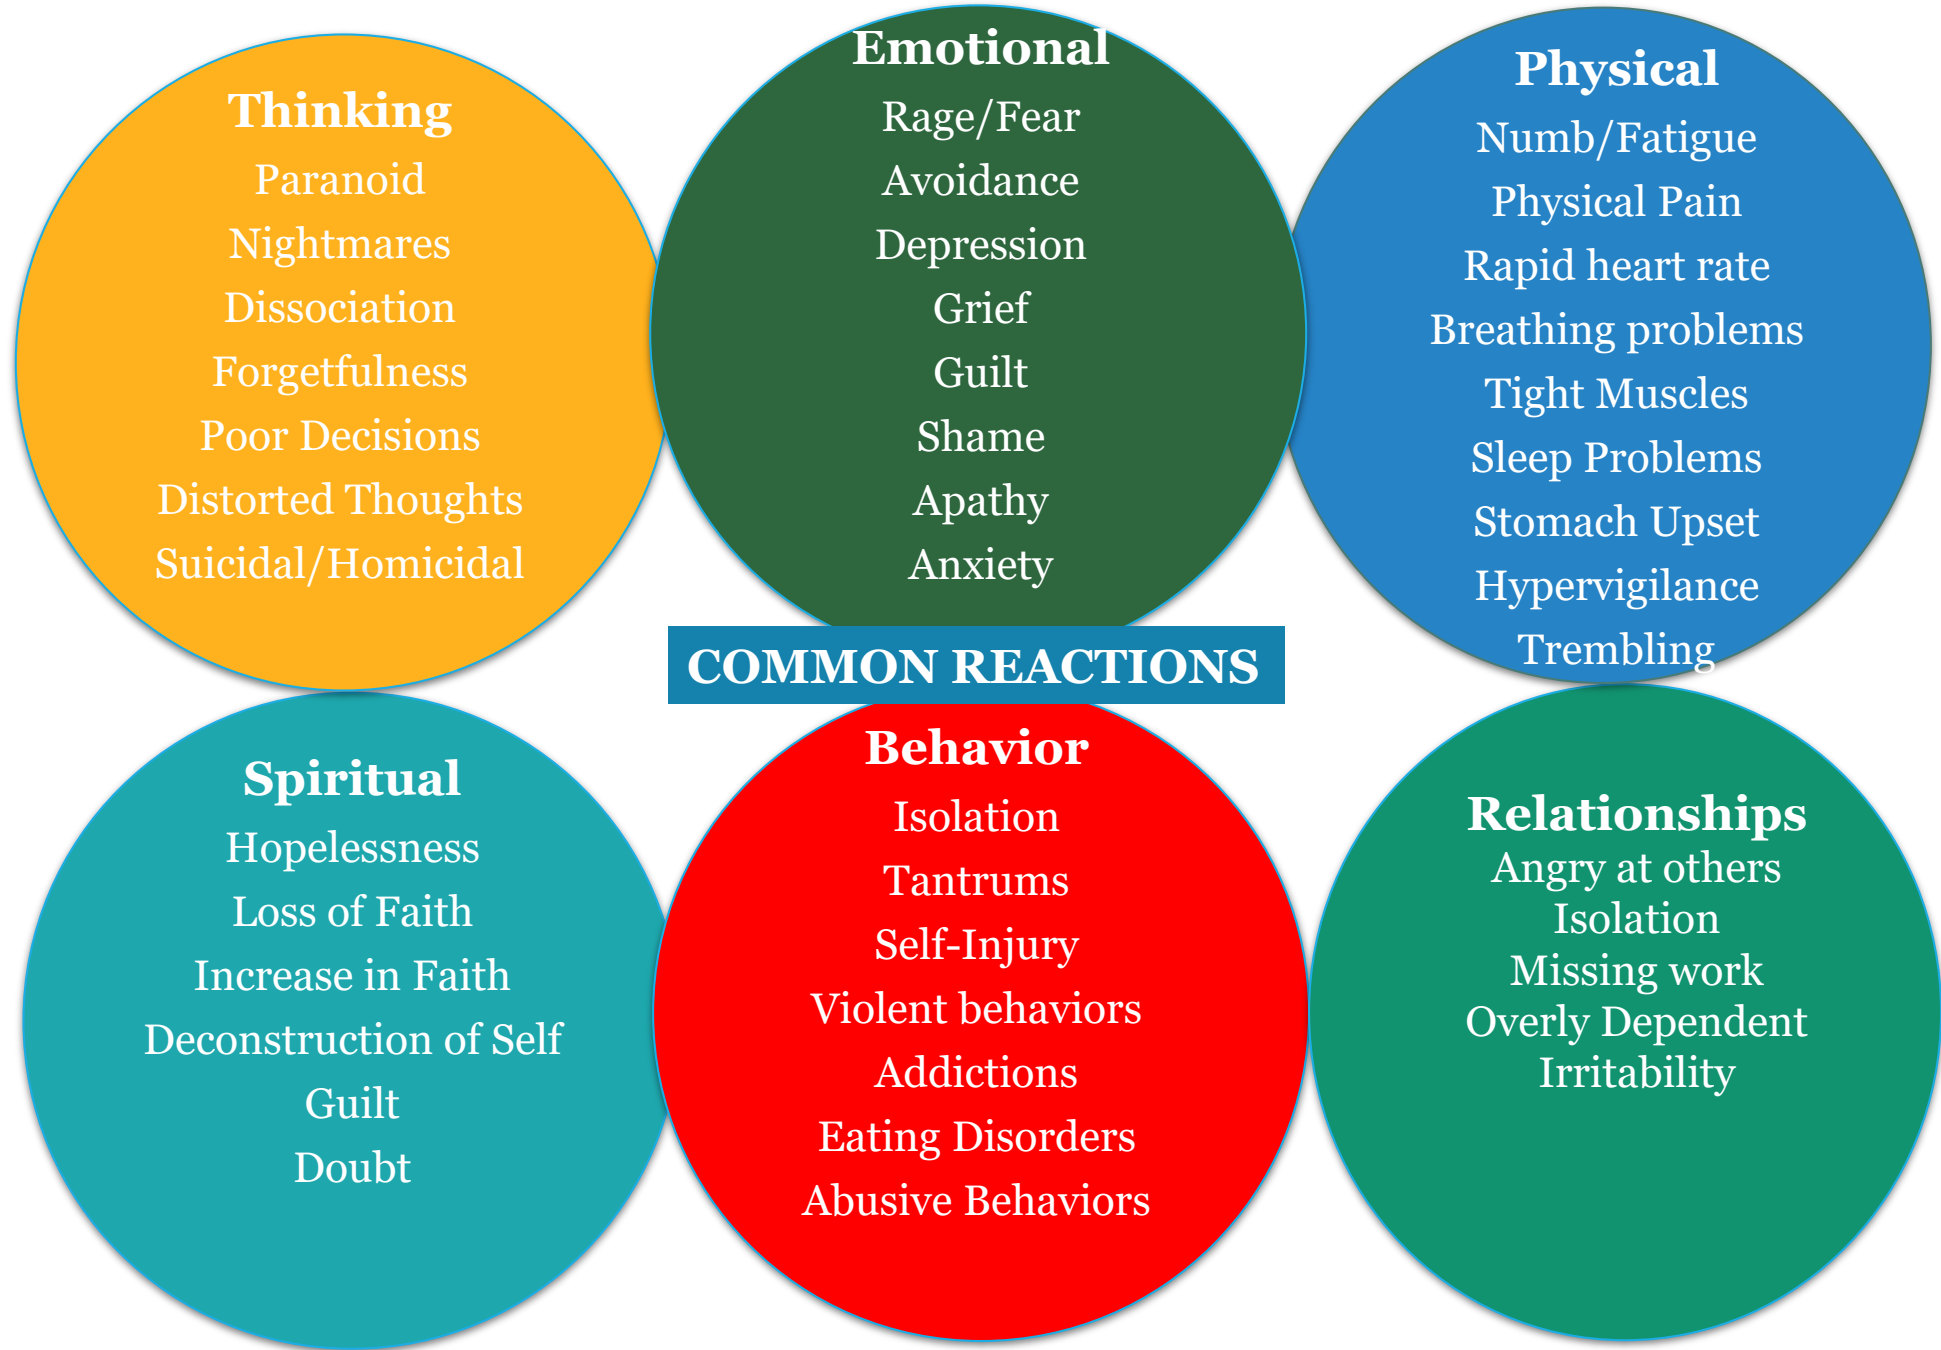 Thinking
Paranoid
Nightmares
Dissociation
Forgetfulness
Poor Decisions
Distorted Thoughts
Suicidal/Homicidal
Emotional
Rage/Fear
Avoidance
Depression
Grief
Guilt
Shame
Apathy
Anxiety
Physical
Numb/Fatigue
Physical Pain
Rapid heart rate
Breathing problems
Tight Muscles
Sleep Problems
Stomach Upset
Hypervigilance
Trembling
COMMON REACTIONS
Spiritual
Hopelessness
Loss of Faith
Increase in Faith
Deconstruction of Self
Guilt
Doubt
Behavior
Isolation
Tantrums
Self-Injury
Violent behaviors
Addictions
Eating Disorders
Abusive Behaviors
Relationships
Angry at others
Isolation
Missing work
Overly Dependent
Irritability